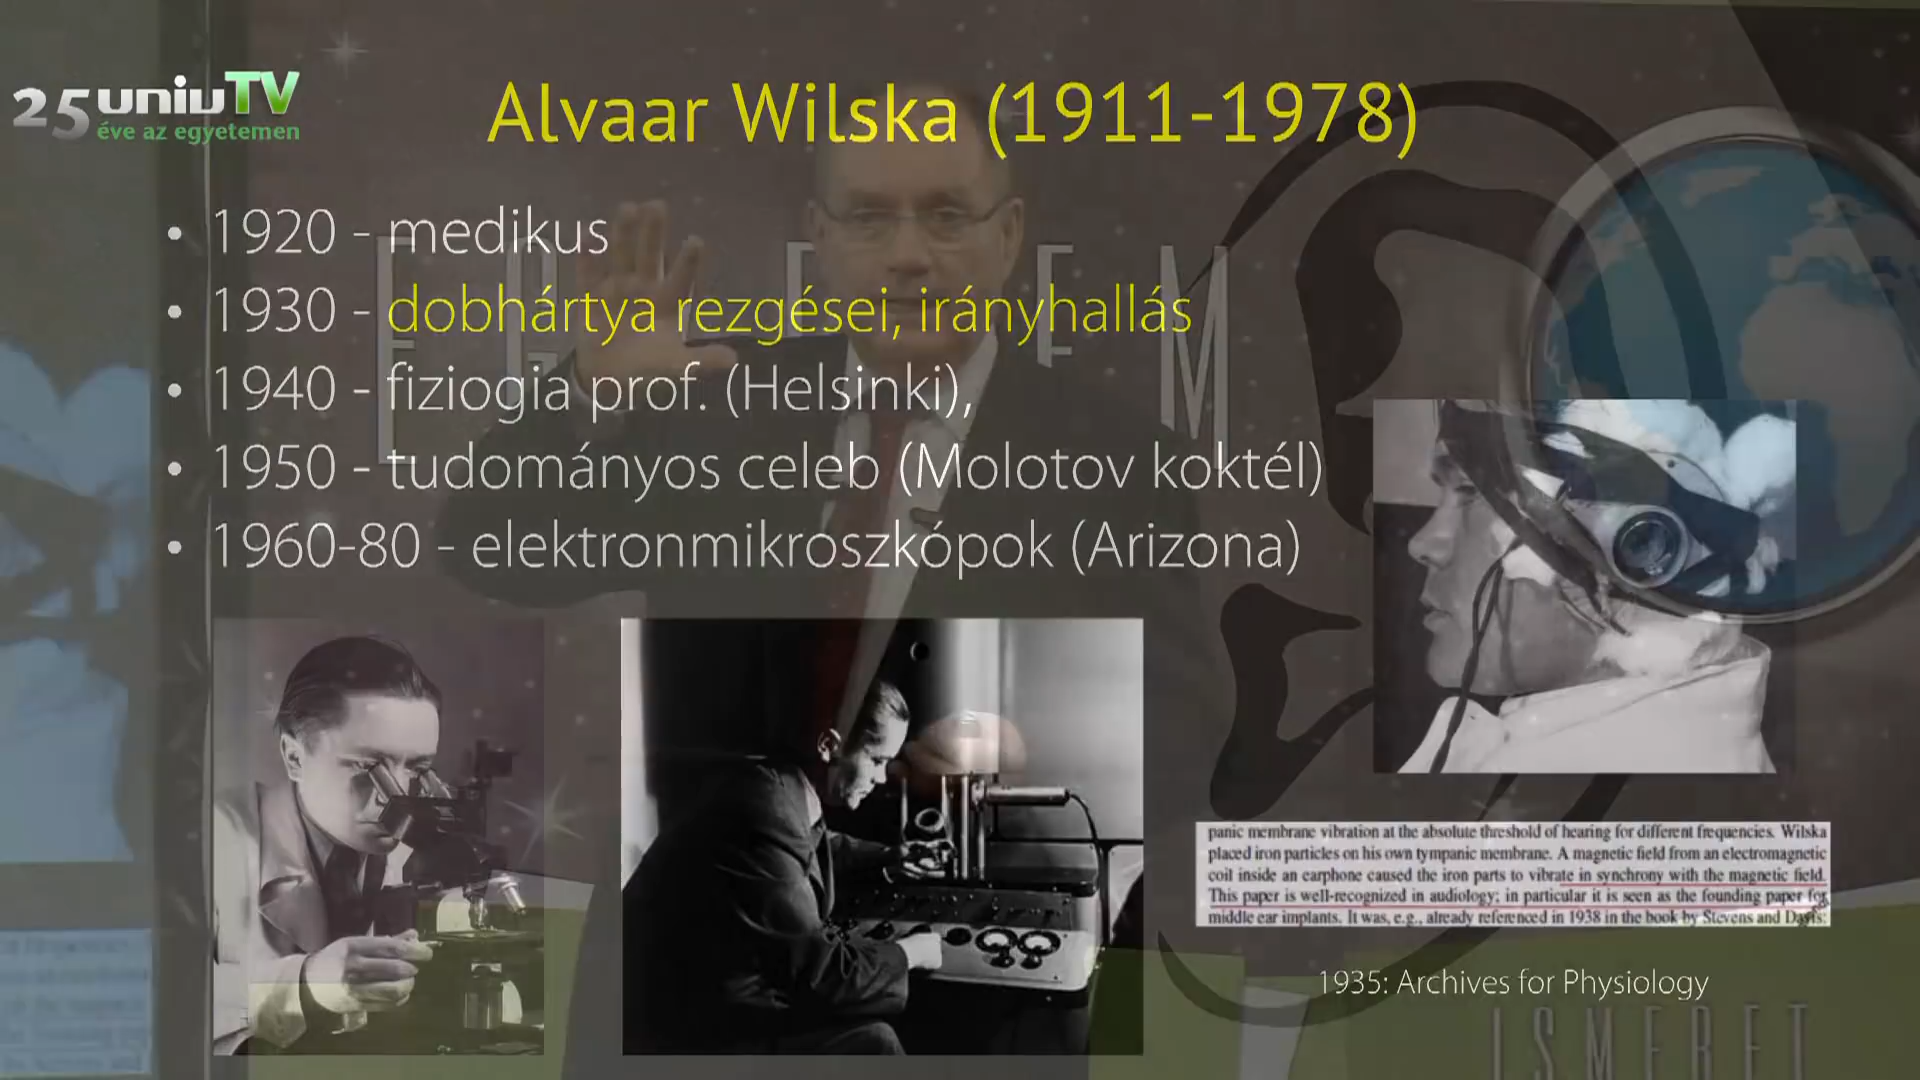 25 uniuTV
éve az egyetemen
Alvaar Wilska (1911-1978)
• 1920 - medikus
• 1930 - dobhártya rezgései, irányhallás
• 1940 - fiziogia prof. (Helsinki),
• 1950 - tudományos celeb (Molotov koktél)
• 1960-80 - elektronmikroszkópok (Arizona)
panic membrane vibration at the absolute threshold of hearing for different frequencies. Wilska
placed iron particles on his own tympanic membrane. A magnetic field from an electromagnetic
coil inside an earphone caused the iron parts to vibrate in synchrony with the magnetic field.
This paper is well-recognized in audiology; in particular it is seen as the founding paper for
middle ear implants. It was, e.g., already referenced in 1938 in the book by Stevens and Davis:
1935: Archives for Physiology
ISMERET